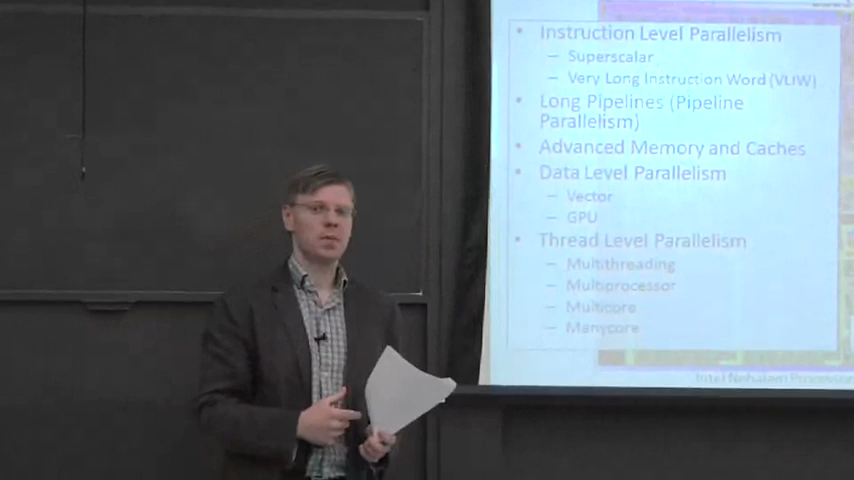 • Instruction Level Parallelism
– Superscalar
– Very Long Instruction Word (VLIW)
• Long Pipelines (Pipeline
Parallelism)
• Advanced Memory and Caches
• Data Level Parallelism
– Vector
– GPU
• Thread Level Parallelism
– Multithreading
– Multiprocessor
– Multicore
– Manycore
Intel Nehalem Processor